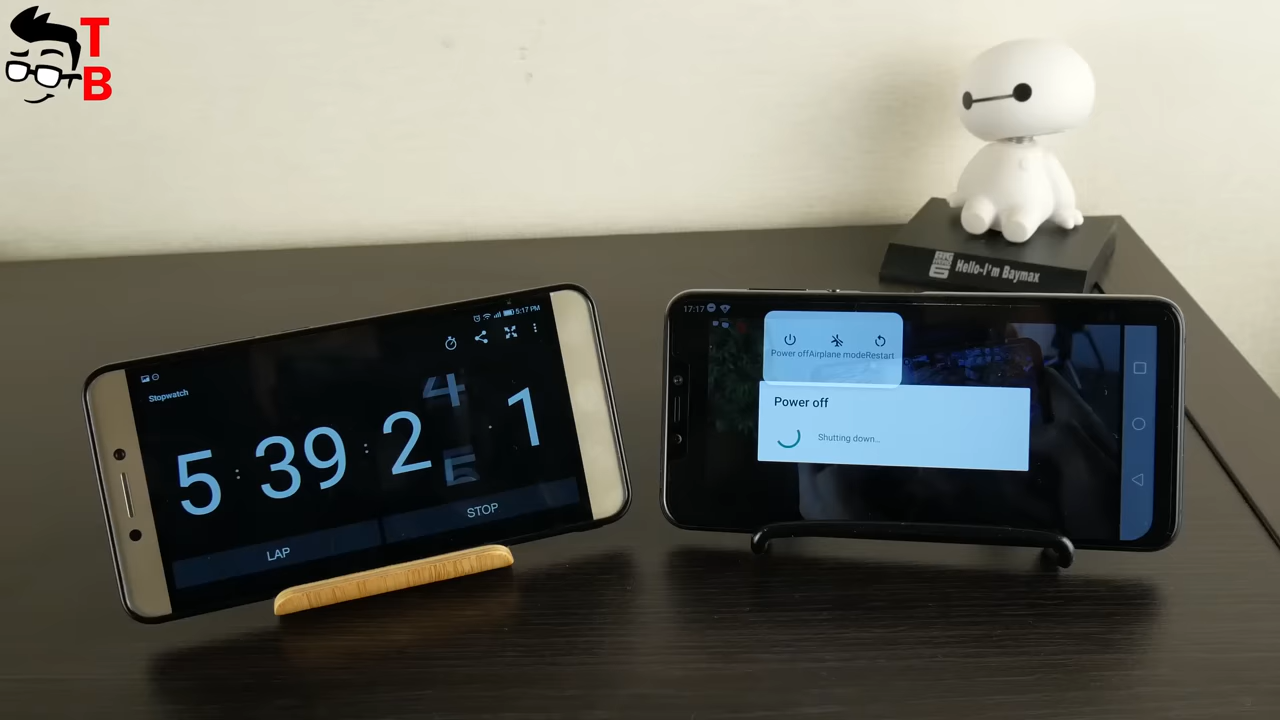 T
B
5:17 PM
Stopwatch
5:39:2 .1
4
5
LAP
STOP
17:17
Power off
Airplane mode
Restart
Power off
Shutting down...
Hello-I'm Baymax